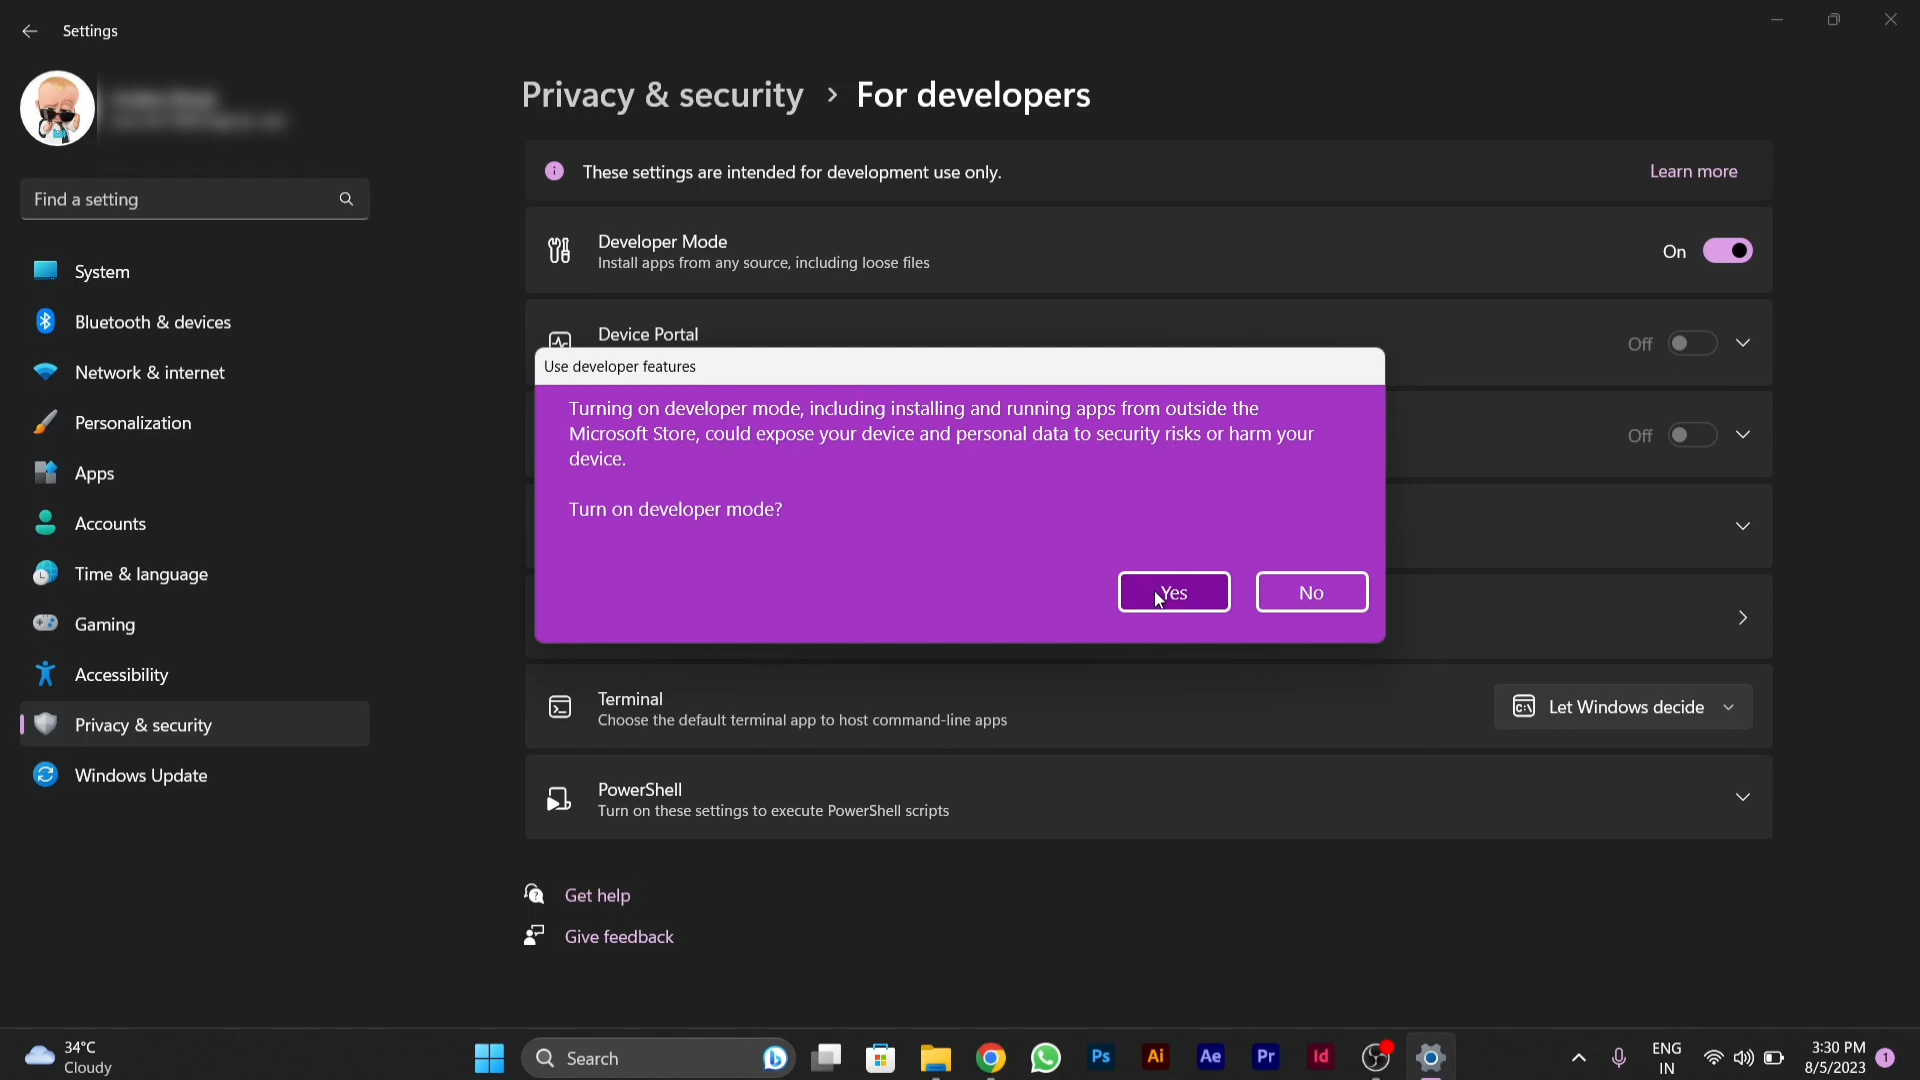 Settings
Find a setting
System
Bluetooth & devices
Network & internet
Personalization
Apps
Accounts
Time & language
Gaming
Accessibility
Privacy & security
Windows Update
Privacy & security > For developers
These settings are intended for development use only.
Learn more
Developer Mode
Install apps from any source, including loose files
On
Device Portal
Off
Off
Use developer features
Turning on developer mode, including installing and running apps from outside the
Microsoft Store, could expose your device and personal data to security risks or harm your
device.
Turn on developer mode?
Yes
No
Terminal
Choose the default terminal app to host command-line apps
Let Windows decide
PowerShell
Turn on these settings to execute PowerShell scripts
Get help
Give feedback
34°C
Cloudy
Search
Ps
Ai
Ae
Pr
Id
ENG
IN
3:30 PM
8/5/2023
1